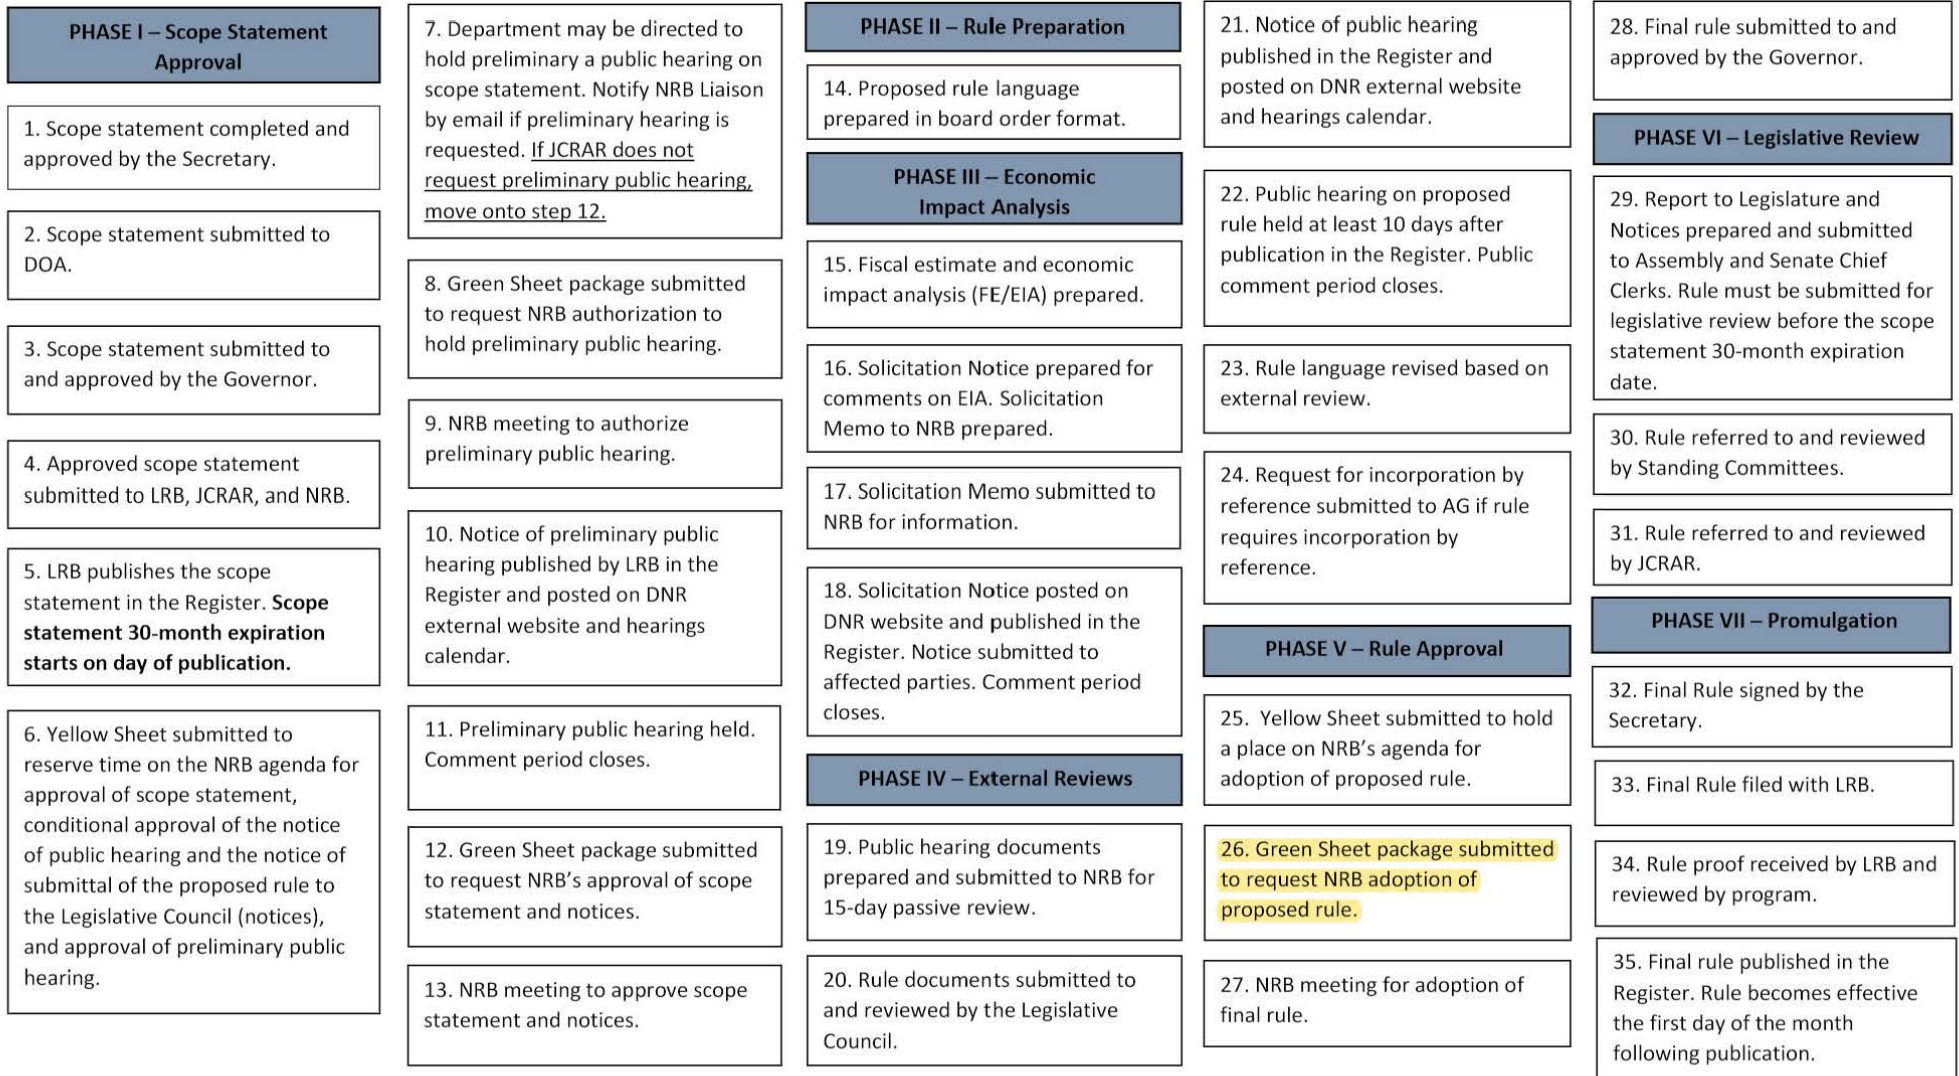 PHASE I – Scope Statement
Approval
1. Scope statement completed and
approved by the Secretary.
2. Scope statement submitted to
DOA.
3. Scope statement submitted to
and approved by the Governor.
4. Approved scope statement
submitted to LRB, JCRAR, and NRB.
5. LRB publishes the scope
statement in the Register. Scope
statement 30-month expiration
starts on day of publication.
6. Yellow Sheet submitted to
reserve time on the NRB agenda for
approval of scope statement,
conditional approval of the notice
of public hearing and the notice of
submittal of the proposed rule to
the Legislative Council (notices),
and approval of preliminary public
hearing.
7. Department may be directed to
hold preliminary a public hearing on
scope statement. Notify NRB Liaison
by email if preliminary hearing is
requested. If JCRAR does not
request preliminary public hearing,
move onto step 12.
8. Green Sheet package submitted
to request NRB authorization to
hold preliminary public hearing.
9. NRB meeting to authorize
preliminary public hearing.
10. Notice of preliminary public
hearing published by LRB in the
Register and posted on DNR
external website and hearings
calendar.
11. Preliminary public hearing held.
Comment period closes.
12. Green Sheet package submitted
to request NRB's approval of scope
statement and notices.
13. NRB meeting to approve scope
statement and notices.
PHASE II – Rule Preparation
14. Proposed rule language
prepared in board order format.
PHASE III – Economic
Impact Analysis
15. Fiscal estimate and economic
impact analysis (FE/EIA) prepared.
16. Solicitation Notice prepared for
comments on EIA. Solicitation
Memo to NRB prepared.
17. Solicitation Memo submitted to
NRB for information.
18. Solicitation Notice posted on
DNR website and published in the
Register. Notice submitted to
affected parties. Comment period
closes.
PHASE IV – External Reviews
19. Public hearing documents
prepared and submitted to NRB for
15-day passive review.
20. Rule documents submitted to
and reviewed by the Legislative
Council.
21. Notice of public hearing
published in the Register and
posted on DNR external website
and hearings calendar.
22. Public hearing on proposed
rule held at least 10 days after
publication in the Register. Public
comment period closes.
23. Rule language revised based on
external review.
24. Request for incorporation by
reference submitted to AG if rule
requires incorporation by
reference.
PHASE V – Rule Approval
25. Yellow Sheet submitted to hold
a place on NRB's agenda for
adoption of proposed rule.
26. Green Sheet package submitted
to request NRB adoption of
proposed rule.
27. NRB meeting for adoption of
final rule.
28. Final rule submitted to and
approved by the Governor.
PHASE VI – Legislative Review
29. Report to Legislature and
Notices prepared and submitted
to Assembly and Senate Chief
Clerks. Rule must be submitted for
legislative review before the scope
statement 30-month expiration
date.
30. Rule referred to and reviewed
by Standing Committees.
31. Rule referred to and reviewed
by JCRAR.
PHASE VII – Promulgation
32. Final Rule signed by the
Secretary.
33. Final Rule filed with LRB.
34. Rule proof received by LRB and
reviewed by program.
35. Final rule published in the
Register. Rule becomes effective
the first day of the month
following publication.